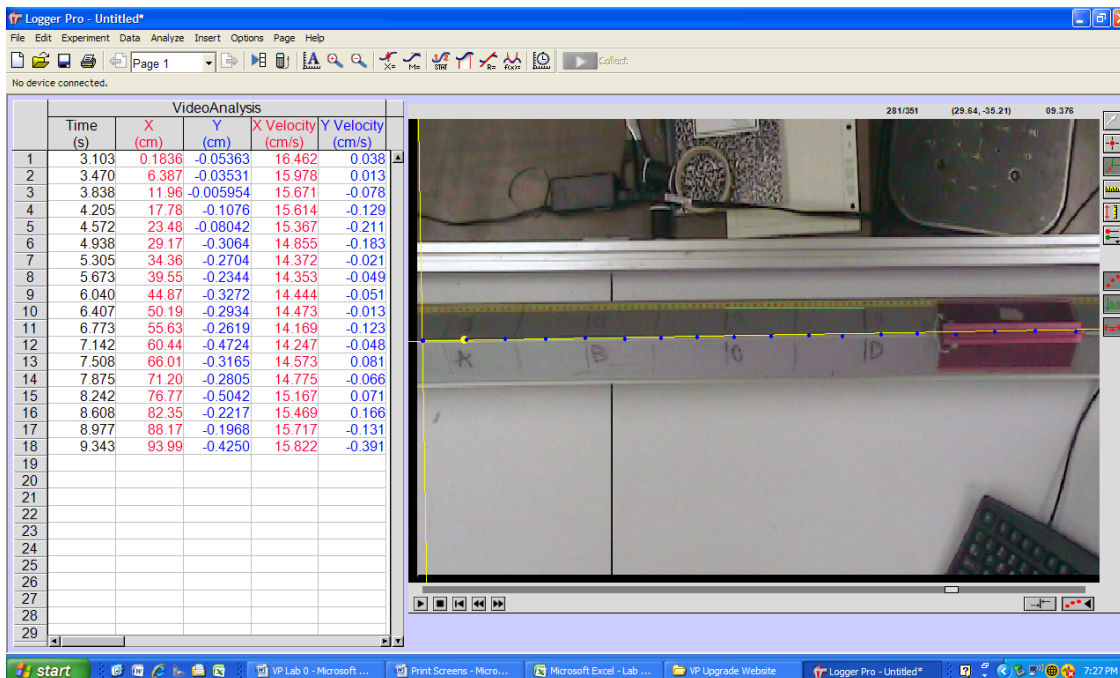 Logger Pro - Untitled*
File Edit Experiment Data Analyze Insert Options Page Help
Page 1
Collect
No device connected.
VideoAnalysis
Time X Y X Velocity Y Velocity
(s) (cm) (cm) (cm/s) (cm/s)
1 3.103 0.1836 -0.05363 16.462 0.038
2 3.470 6.387 -0.03531 15.978 0.013
3 3.838 11.96 -0.005954 15.671 -0.078
4 4.205 17.78 -0.1076 15.614 -0.129
5 4.572 23.48 -0.08042 15.367 -0.211
6 4.938 29.17 -0.3064 14.855 -0.183
7 5.305 34.36 -0.2704 14.372 -0.021
8 5.673 39.55 -0.2344 14.353 -0.049
9 6.040 44.87 -0.3272 14.444 -0.051
10 6.407 50.19 -0.2934 14.473 -0.013
11 6.773 55.63 -0.2619 14.169 -0.123
12 7.142 60.44 -0.4724 14.247 -0.048
13 7.508 66.01 -0.3165 14.573 0.081
14 7.875 71.20 -0.2805 14.775 -0.066
15 8.242 76.77 -0.5042 15.167 0.071
16 8.608 82.35 -0.2217 15.469 0.166
17 8.977 88.17 -0.1968 15.717 -0.131
18 9.343 93.99 -0.4250 15.822 -0.391
19
20
21
22
23
24
25
26
27
28
29
281/351 (29.64, -35.21) 09.376
A B D
start VP Lab 0 - Microsoft ... Print Screens - Micro... Microsoft Excel - Lab ... VP Upgrade Website Logger Pro - Untitled* 7:27 PM